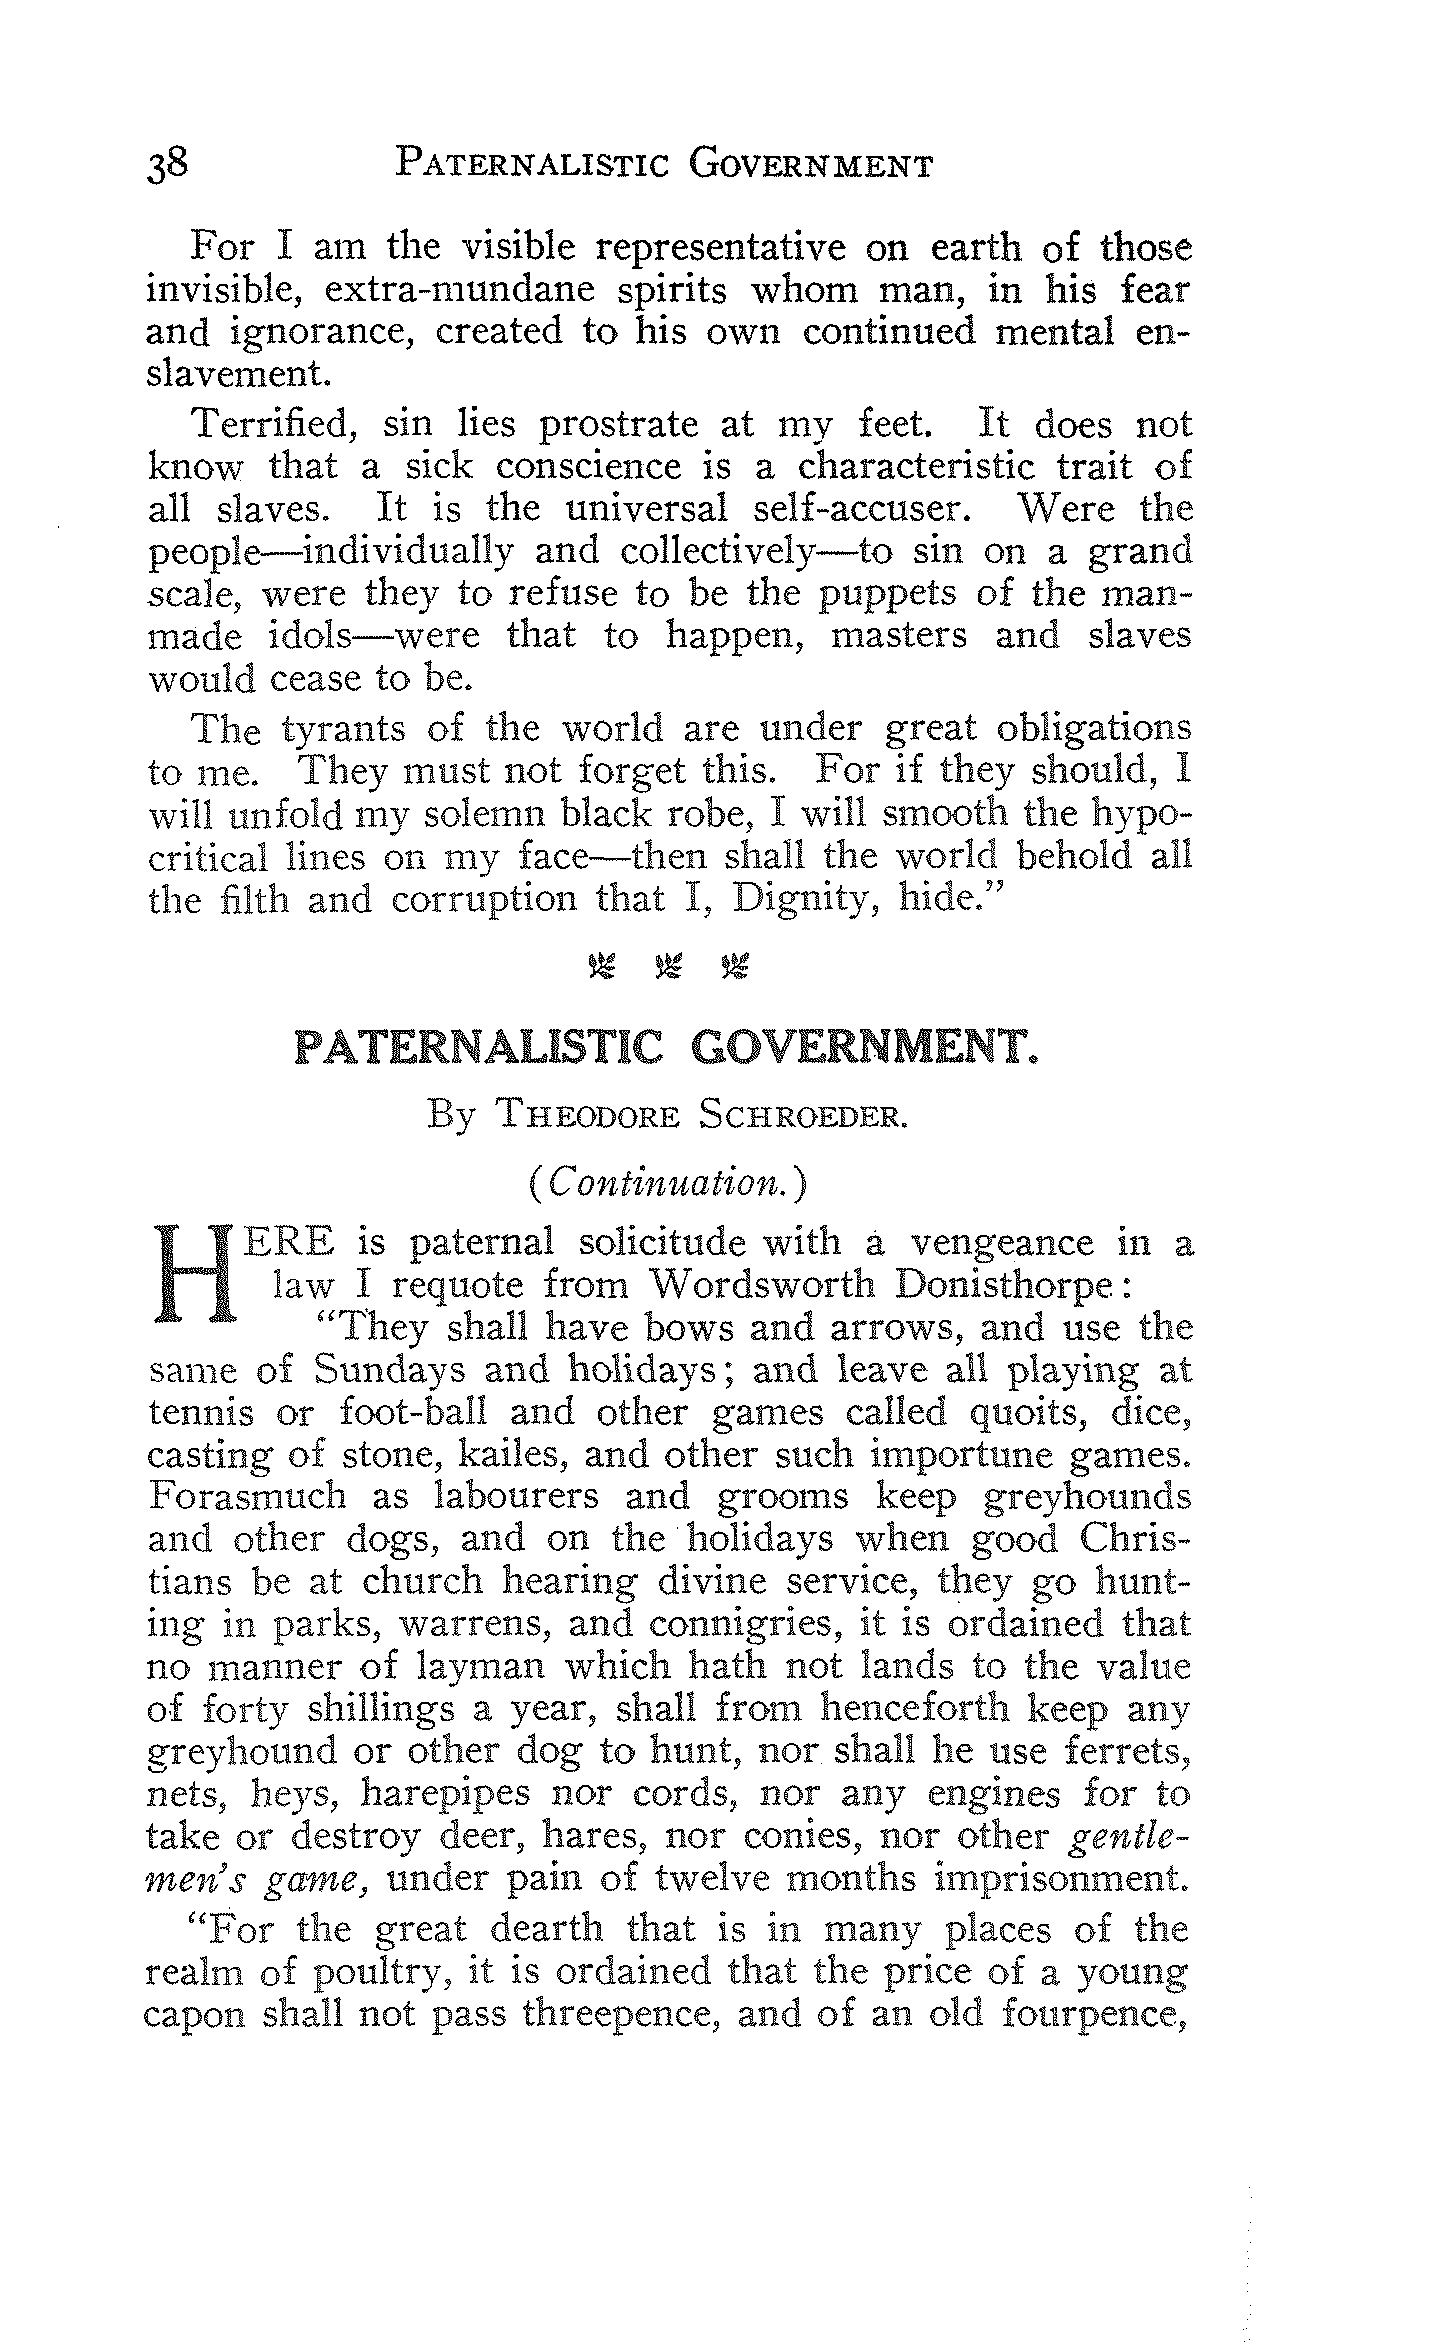 38 PATERNALISTIC GOVERNMENT
For I am the visible representative on earth of those
invisible, extra-mundane spirits whom man, in his fear
and ignorance, created to his own continued mental en-
slavement.
Terrified, sin lies prostrate at my feet. It does not
know that a sick conscience is a characteristic trait of
all slaves. It is the universal self-accuser. Were the
people—individually and collectively—to sin on a grand
scale, were they to refuse to be the puppets of the man-
made idols—were that to happen, masters and slaves
would cease to be.
The tyrants of the world are under great obligations
to me. They must not forget this. For if they should, I
will unfold my solemn black robe, I will smooth the hypo-
critical lines on my face—then shall the world behold all
the filth and corruption that I, Dignity, hide.”
PATERNALISTIC GOVERNMENT.
By THEODORE SCHROEDER.
(Continuation.)
HERE is paternal solicitude with a vengeance in a
law I requote from Wordsworth Donisthorpe:
“They shall have bows and arrows, and use the
same of Sundays and holidays; and leave all playing at
tennis or foot-ball and other games called quoits, dice,
casting of stone, kailes, and other such importune games.
Forasmuch as labourers and grooms keep greyhounds
and other dogs, and on the holidays when good Chris-
tians be at church hearing divine service, they go hunt-
ing in parks, warrens, and connigries, it is ordained that
no manner of layman which hath not lands to the value
of forty shillings a year, shall from henceforth keep any
greyhound or other dog to hunt, nor shall he use ferrets,
nets, heys, harepipes nor cords, nor any engines for to
take or destroy deer, hares, nor conies, nor other gentle-
men's game, under pain of twelve months imprisonment.
“For the great dearth that is in many places of the
realm of poultry, it is ordained that the price of a young
capon shall not pass threepence, and of an old fourpence,